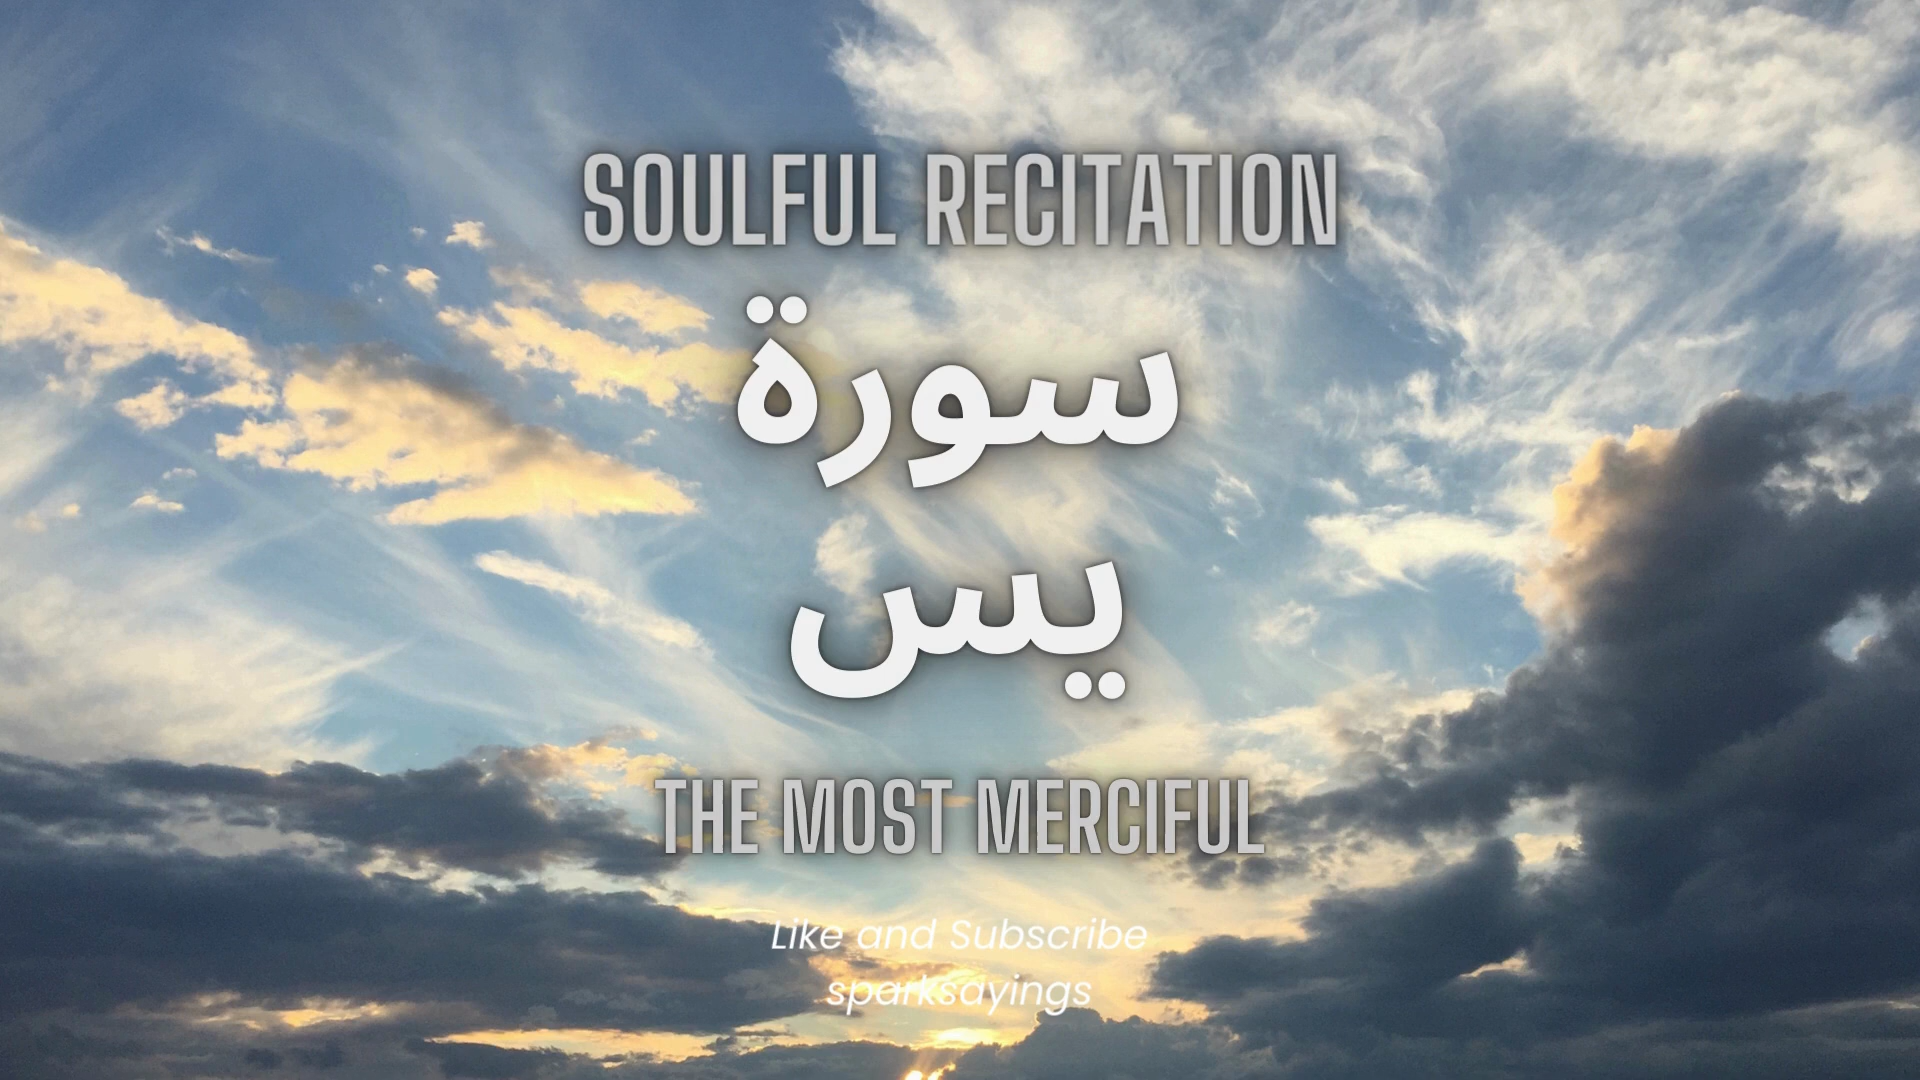 SOULFUL RECITATION
سورة
يس
THE MOST MERCIFUL
Like and Subscribe
sparksayings